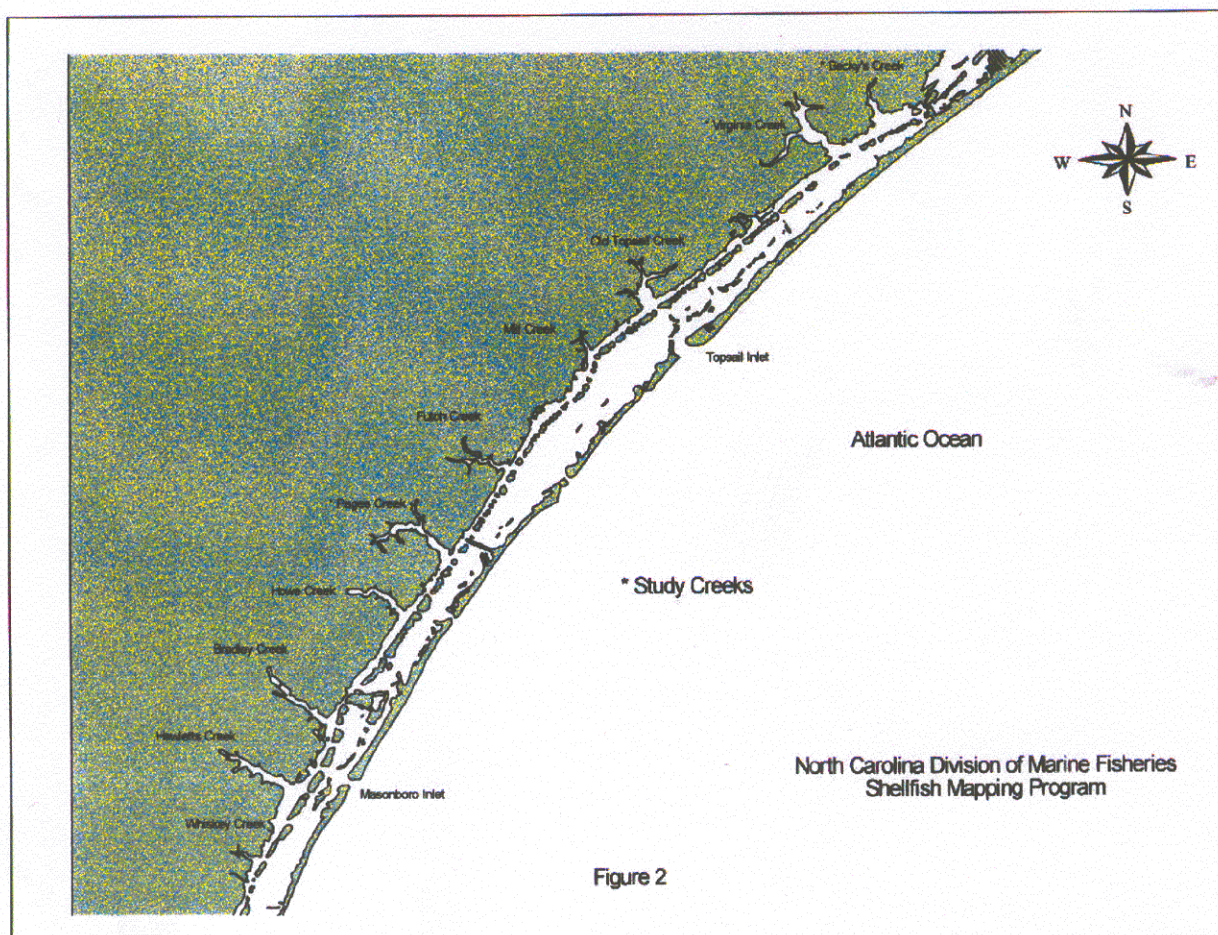 * Becky's Creek
* Virginia Creek
N
W E
S
Old Topsail Creek
Mill Creek
Topsail Inlet
Futch Creek
Atlantic Ocean
Pages Creek
* Study Creeks
Howe Creek
Bradley Creek
Hewletts Creek
North Carolina Division of Marine Fisheries
Shellfish Mapping Program
Masonboro Inlet
Whiskey Creek
Figure 2